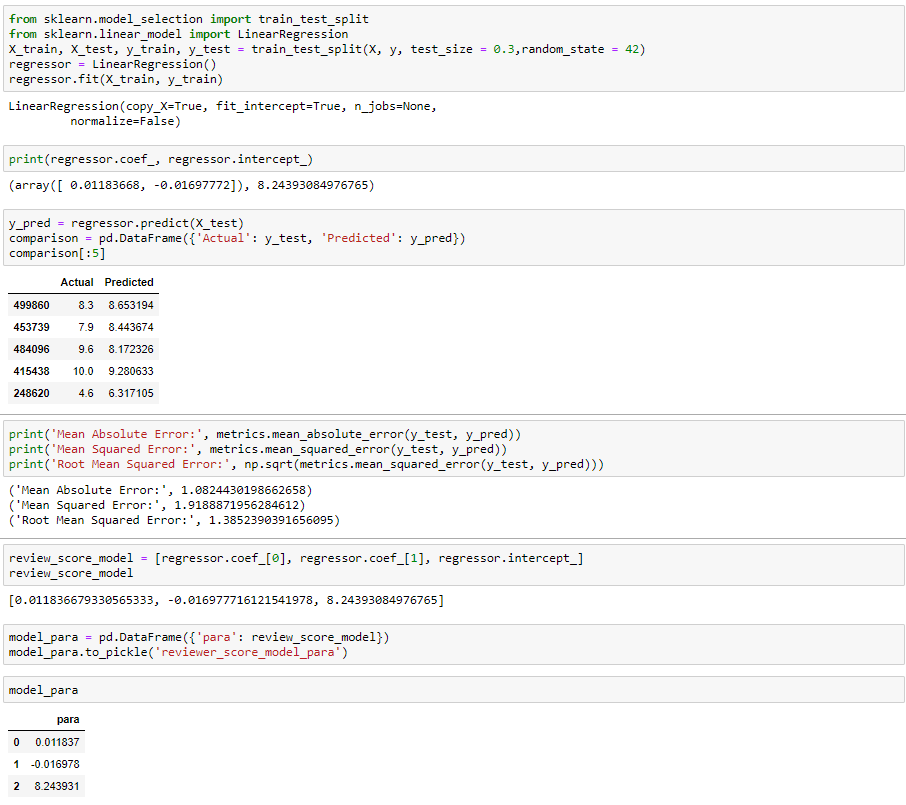 from sklearn.model_selection import train_test_split
from sklearn.linear_model import LinearRegression
X_train, X_test, y_train, y_test = train_test_split(X, y, test_size = 0.3,random_state = 42)
regressor = LinearRegression()
regressor.fit(X_train, y_train)
LinearRegression(copy_X=True, fit_intercept=True, n_jobs=None,
normalize=False)
print(regressor.coef_, regressor.intercept_)
(array([ 0.01183668, -0.01697772]), 8.24393084976765)
y_pred = regressor.predict(X_test)
comparison = pd.DataFrame({'Actual': y_test, 'Predicted': y_pred})
comparison[:5]
Actual Predicted
499860 8.3 8.653194
453739 7.9 8.443674
484096 9.6 8.172326
415438 10.0 9.280633
248620 4.6 6.317105
print('Mean Absolute Error:', metrics.mean_absolute_error(y_test, y_pred))
print('Mean Squared Error:', metrics.mean_squared_error(y_test, y_pred))
print('Root Mean Squared Error:', np.sqrt(metrics.mean_squared_error(y_test, y_pred)))
('Mean Absolute Error:', 1.0824430198662658)
('Mean Squared Error:', 1.9188871956284612)
('Root Mean Squared Error:', 1.3852390391656095)
review_score_model = [regressor.coef_[0], regressor.coef_[1], regressor.intercept_]
review_score_model
[0.011836679330565333, -0.016977716121541978, 8.24393084976765]
model_para = pd.DataFrame({'para': review_score_model})
model_para.to_pickle('reviewer_score_model_para')
model_para
para
0 0.011837
1 -0.016978
2 8.243931